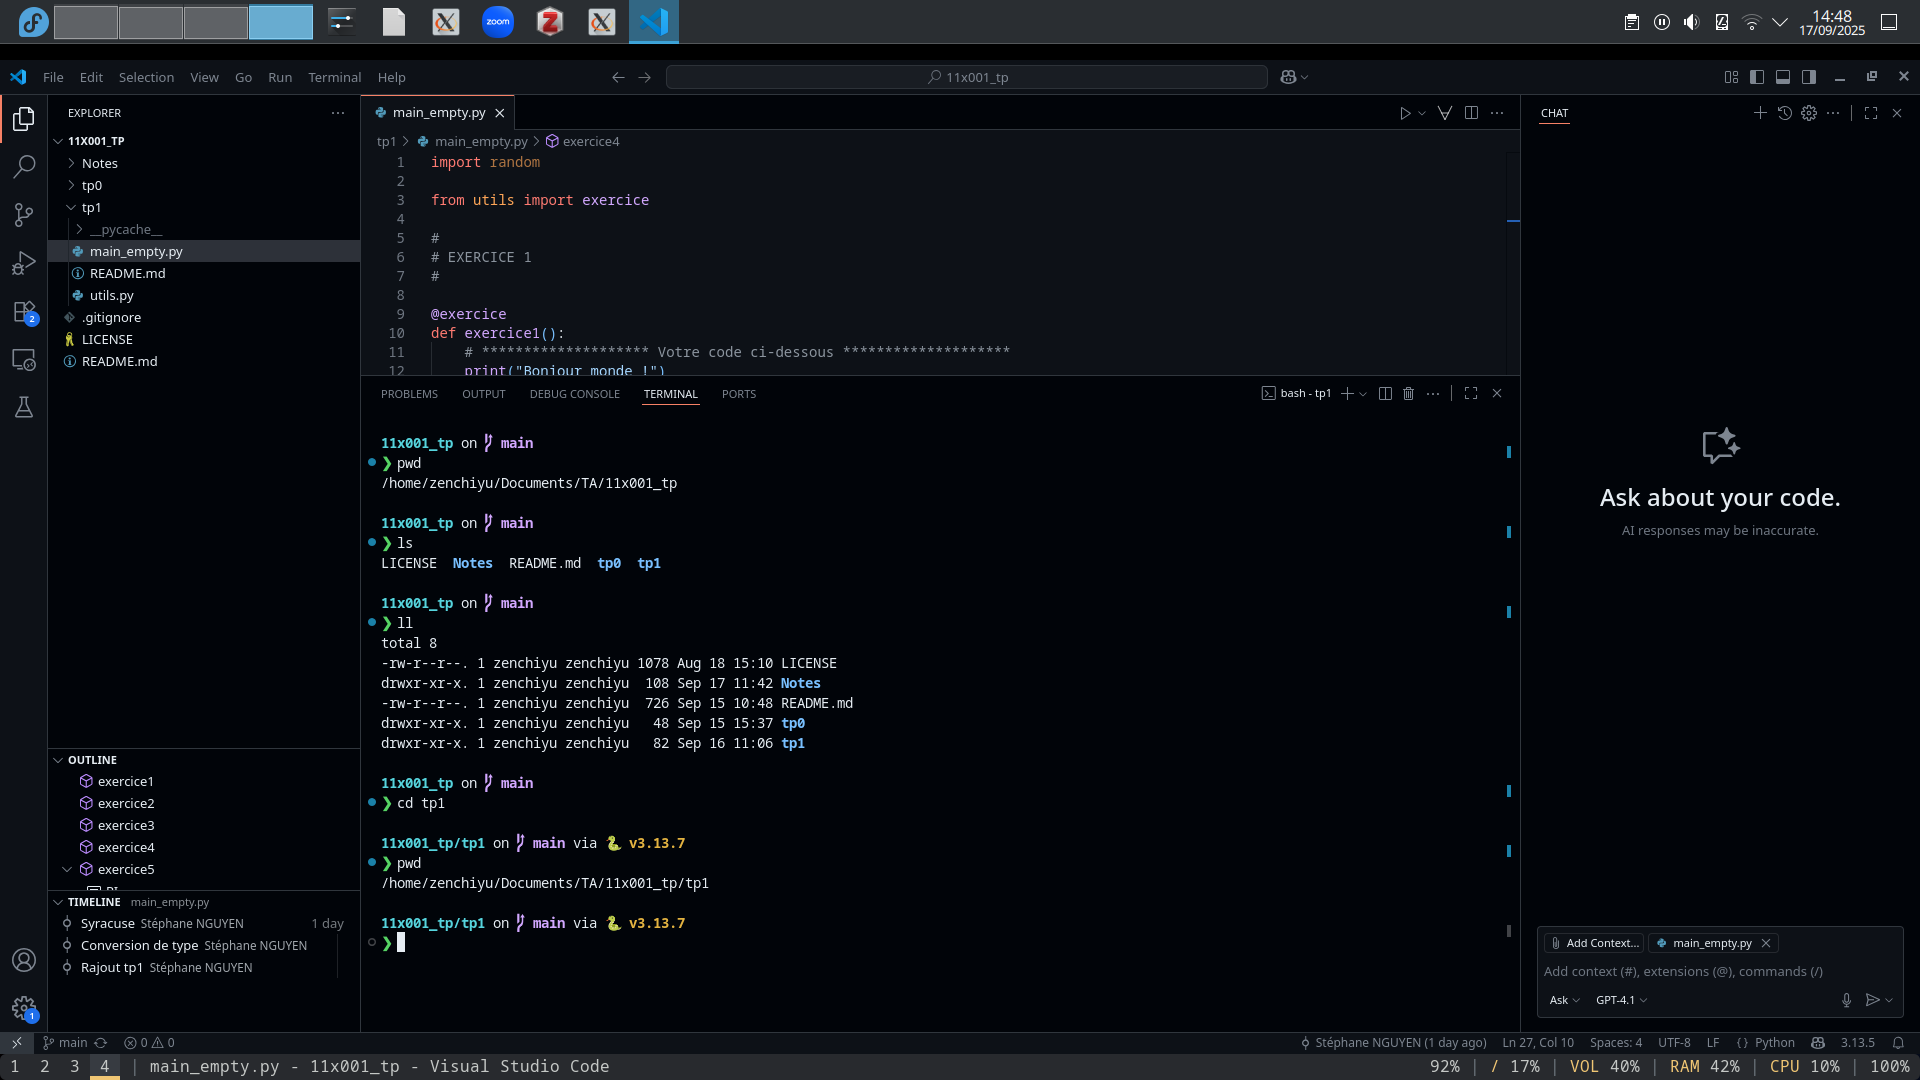 zoom
14:48
17/09/2025
File Edit Selection View Go Run Terminal Help
11x001_tp
EXPLORER
11X001_TP
Notes
tp0
tp1
__pycache__
main_empty.py
README.md
utils.py
.gitignore
LICENSE
README.md
2
OUTLINE
exercice1
exercice2
exercice3
exercice4
exercice5
TIMELINE main_empty.py
Syracuse Stéphane NGUYEN 1 day
Conversion de type Stéphane NGUYEN
Rajout tp1 Stéphane NGUYEN
1
main_empty.py
tp1 > main_empty.py > exercice4
1 import random
2
3 from utils import exercice
4
5 #
6 # EXERCICE 1
7 #
8
9 @exercice
10 def exercice1():
11 # ******************** Votre code ci-dessous ********************
12 print("Bonjour monde !")
PROBLEMS OUTPUT DEBUG CONSOLE TERMINAL PORTS
bash - tp1
11x001_tp on main
❯ pwd
/home/zenchiyu/Documents/TA/11x001_tp
11x001_tp on main
❯ ls
LICENSE Notes README.md tp0 tp1
11x001_tp on main
❯ ll
total 8
-rw-r--r--. 1 zenchiyu zenchiyu 1078 Aug 18 15:10 LICENSE
drwxr-xr-x. 1 zenchiyu zenchiyu 108 Sep 17 11:42 Notes
-rw-r--r--. 1 zenchiyu zenchiyu 726 Sep 15 10:48 README.md
drwxr-xr-x. 1 zenchiyu zenchiyu 48 Sep 15 15:37 tp0
drwxr-xr-x. 1 zenchiyu zenchiyu 82 Sep 16 11:06 tp1
11x001_tp on main
❯ cd tp1
11x001_tp/tp1 on main via 🐍 v3.13.7
❯ pwd
/home/zenchiyu/Documents/TA/11x001_tp/tp1
11x001_tp/tp1 on main via 🐍 v3.13.7
❯
CHAT
Ask about your code.
AI responses may be inaccurate.
Add Context... main_empty.py
Add context (#), extensions (@), commands (/)
Ask GPT-4.1
main 0 0 Stéphane NGUYEN (1 day ago) Ln 27, Col 10 Spaces: 4 UTF-8 LF {} Python 3.13.5
1 2 3 4 | main_empty.py - 11x001_tp - Visual Studio Code 92% | / 17% | VOL 40% | RAM 42% | CPU 10% | 100%